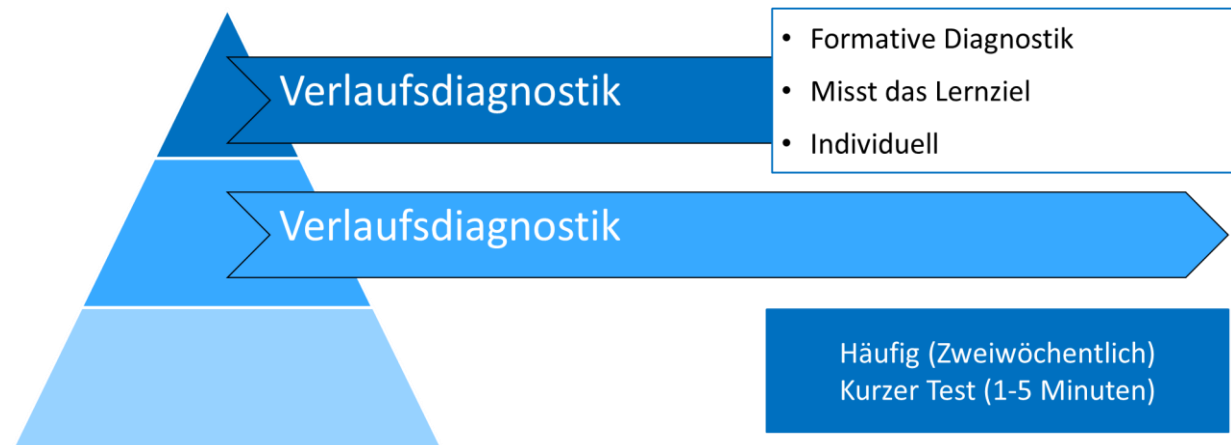 Verlaufsdiagnostik
• Formative Diagnostik
• Misst das Lernziel
• Individuell
Verlaufsdiagnostik
Häufig (Zweiwöchentlich)
Kurzer Test (1-5 Minuten)